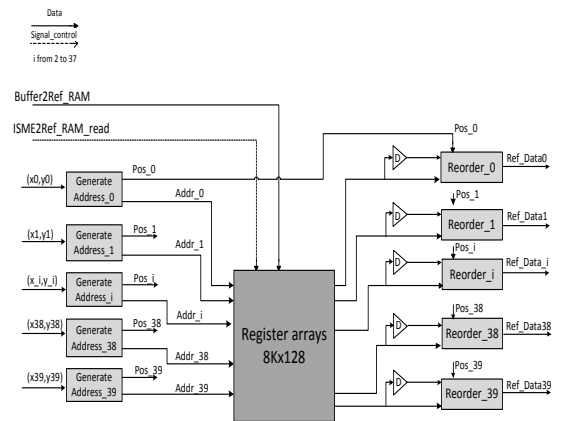 Data
Signal_control
i from 2 to 37
Buffer2Ref_RAM
ISME2Ref_RAM_read
Pos_0
(x0,y0)
Generate
Address_0
Pos_0
Addr_0
D
Reorder_0
Ref_Data0
(x1,y1)
Generate
Address_1
Pos_1
Addr_1
Pos_1
D
Reorder_1
Ref_Data1
(x_i,y_i)
Generate
Address_i
Pos_i
Addr_i
Pos_i
D
Reorder_i
Ref_Data_i
(x38,y38)
Generate
Address_38
Pos_38
Addr_38
Register arrays
8Kx128
Pos_38
D
Reorder_38
Ref_Data38
(x39,y39)
Generate
Address_39
Pos_39
Addr_39
Pos_39
D
Reorder_39
Ref_Data39